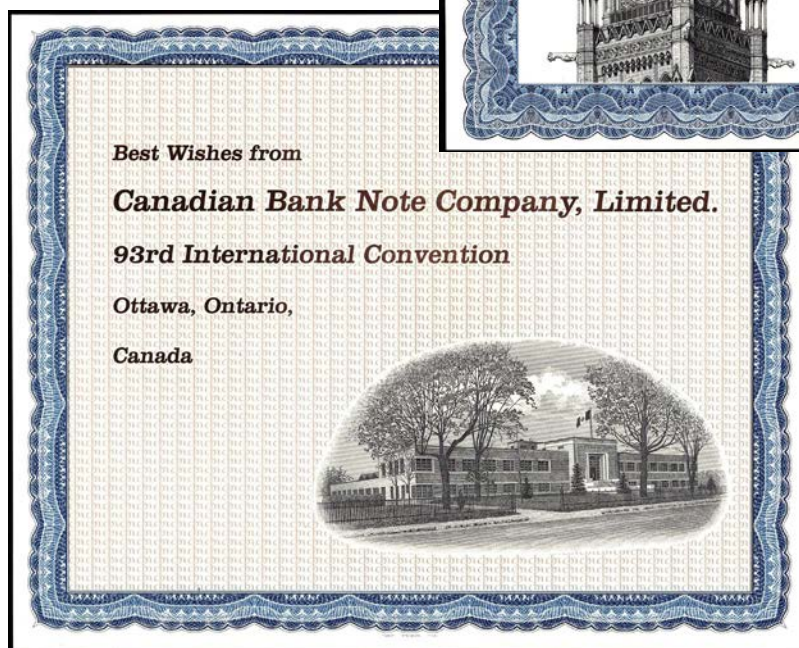 Best Wishes from
Canadian Bank Note Company, Limited.
93rd International Convention
Ottawa, Ontario,
Canada